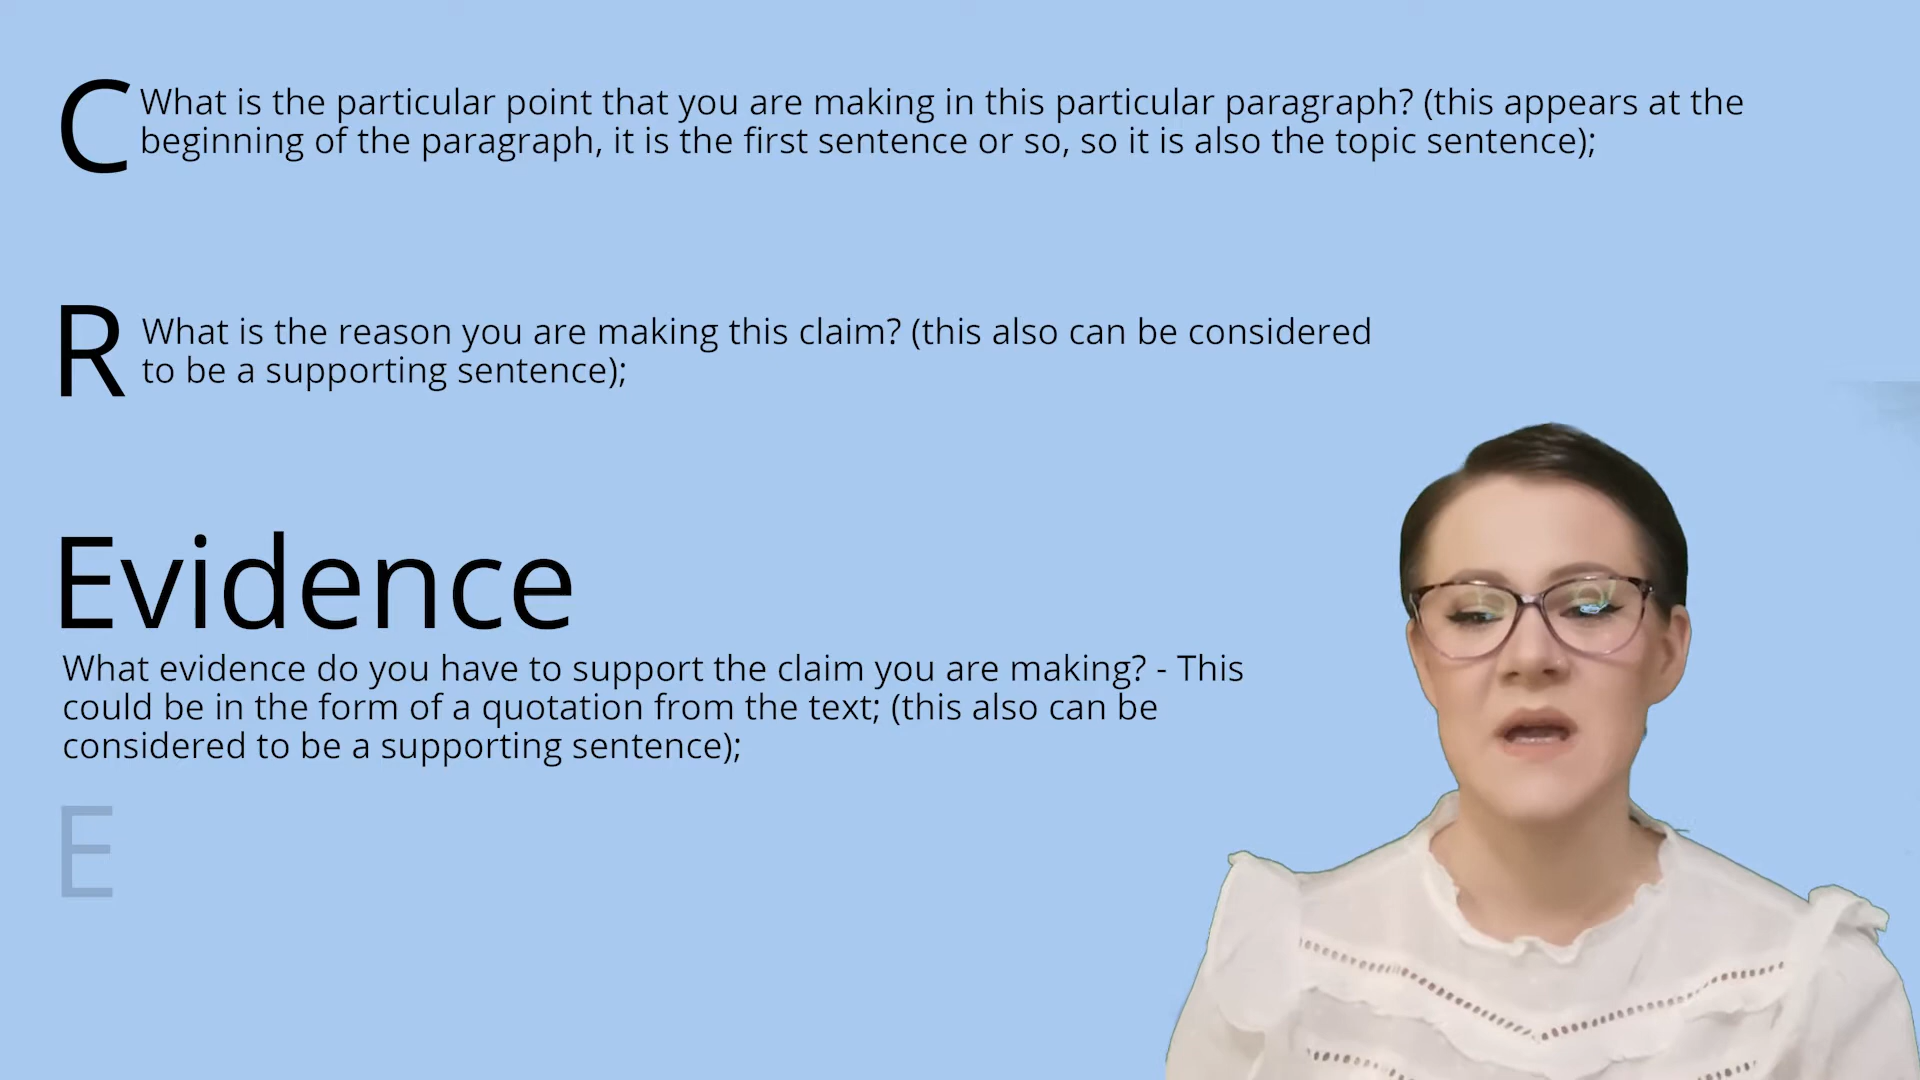 C What is the particular point that you are making in this particular paragraph? (this appears at the
beginning of the paragraph, it is the first sentence or so, so it is also the topic sentence);
R What is the reason you are making this claim? (this also can be considered
to be a supporting sentence);
Evidence
What evidence do you have to support the claim you are making? - This
could be in the form of a quotation from the text; (this also can be
considered to be a supporting sentence);
E